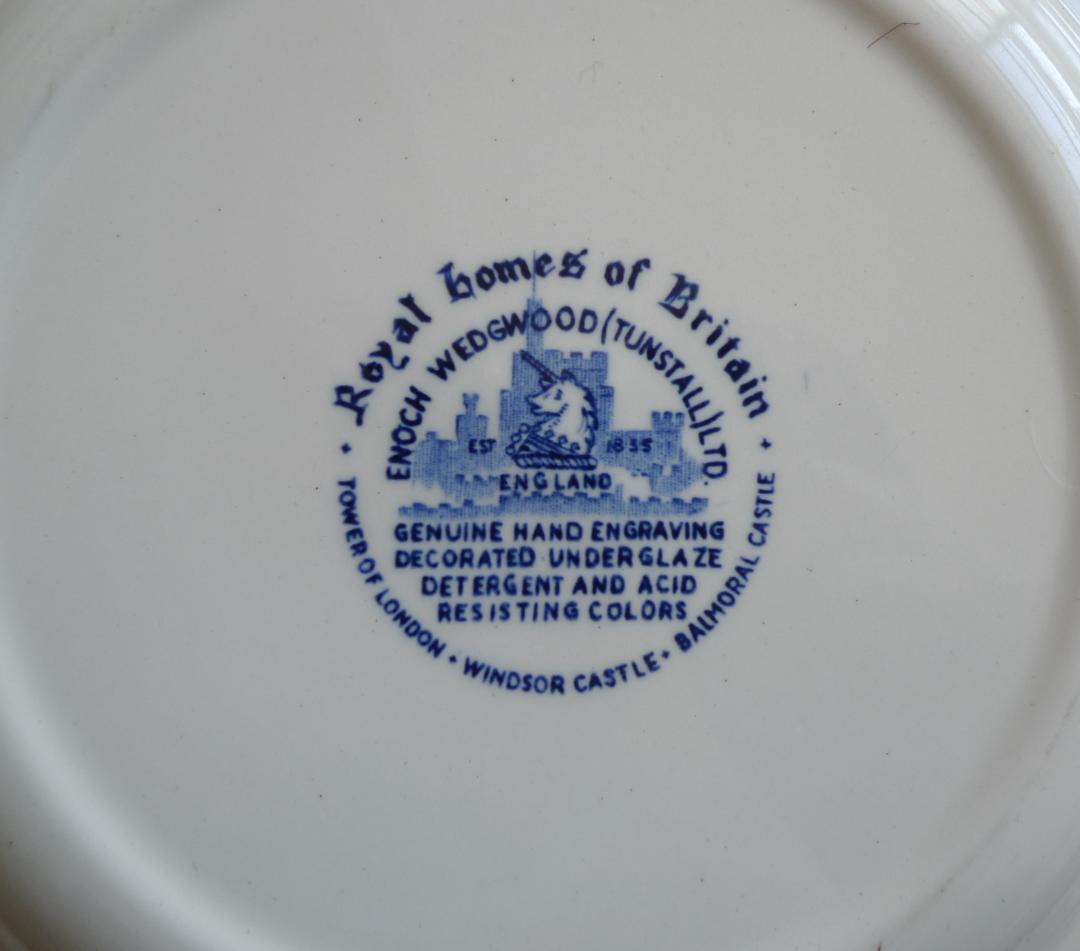 Royal homes of Britain
ENOCH WEDGWOOD (TUNSTALL) LTD.
EST 1835
ENGLAND
GENUINE HAND ENGRAVING
DECORATED UNDERGLAZE
DETERGENT AND ACID
RESISTING COLORS
TOWER OF LONDON · WINDSOR CASTLE · BALMORAL CASTLE